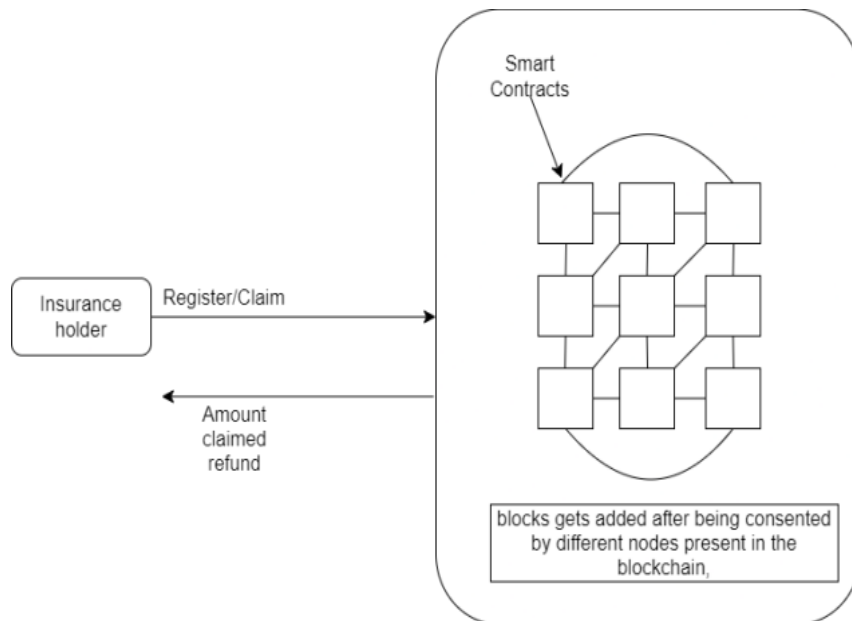 Smart
Contracts
Insurance
holder
Register/Claim
Amount
claimed
refund
blocks gets added after being consented
by different nodes present in the
blockchain,